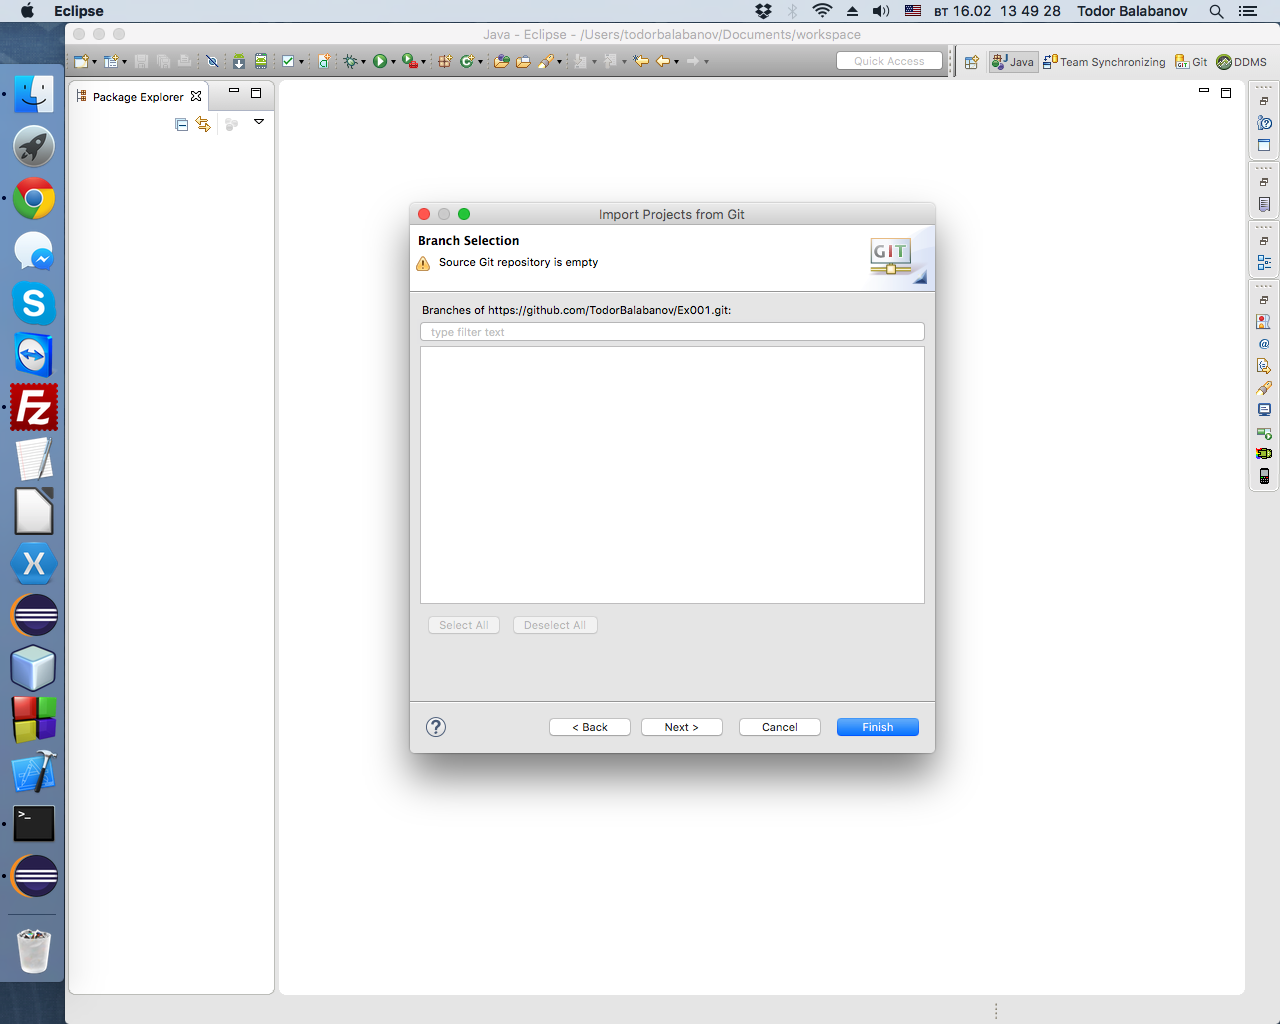 Eclipse
вт 16.02 13 49 28 Todor Balabanov
Java - Eclipse - /Users/todorbalabanov/Documents/workspace
Quick Access
Java
Team Synchronizing
GIT
Git
DDMS
Package Explorer
Import Projects from Git
Branch Selection
Source Git repository is empty
GIT
Branches of https://github.com/TodorBalabanov/Ex001.git:
type filter text
Select All
Deselect All
?
< Back
Next >
Cancel
Finish
S
Fz
X
>_
@